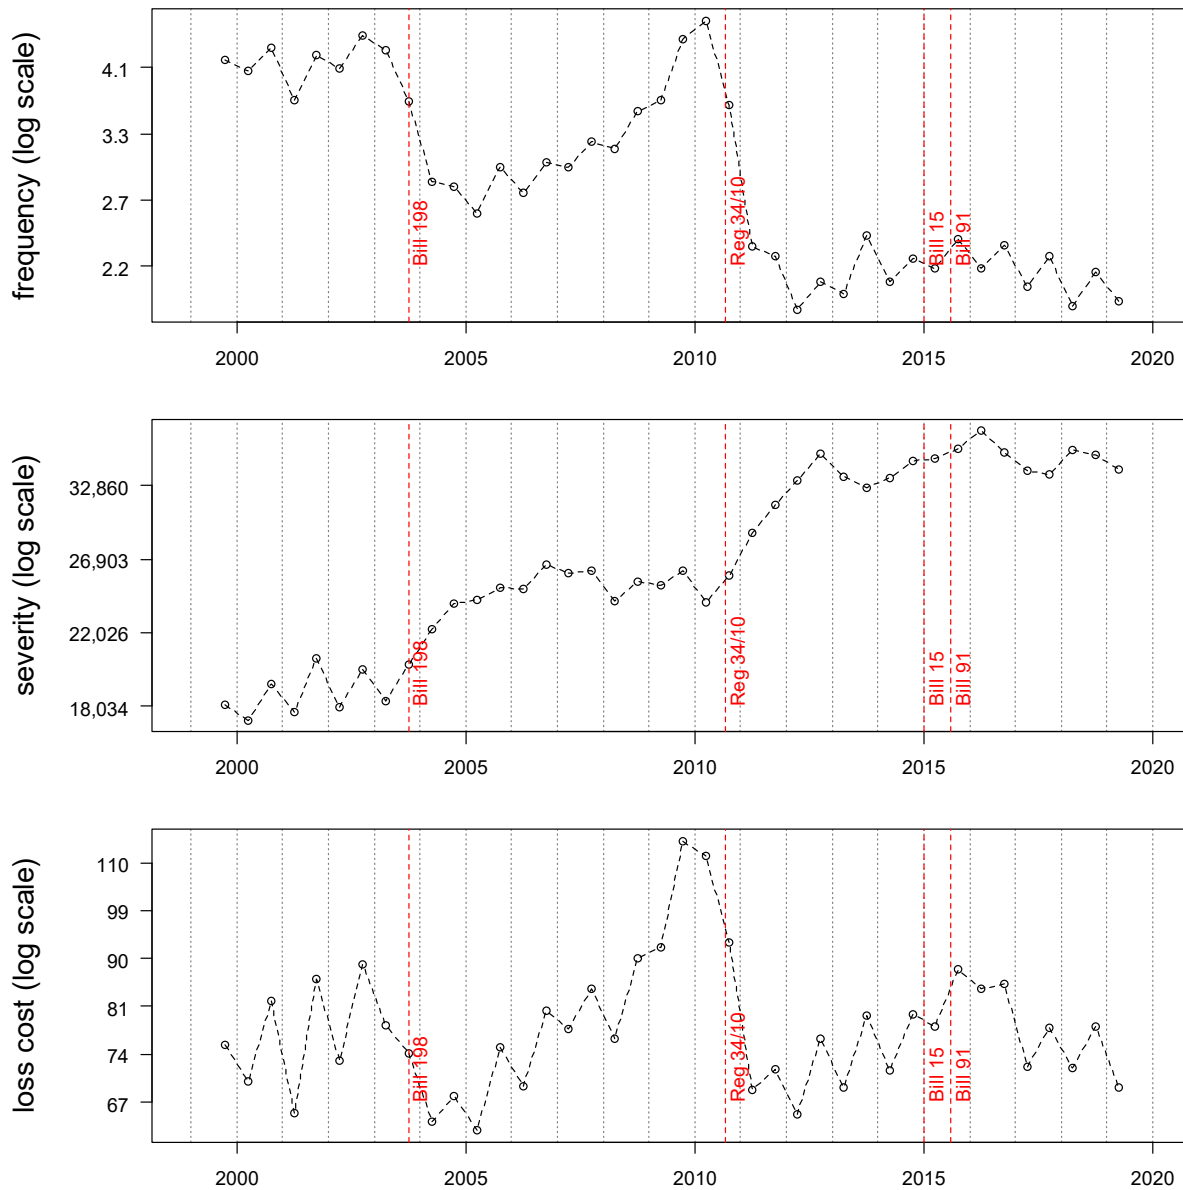 frequency (log scale)
4.1
3.3
2.7
2.2
Bill 198
Reg 34/10
Bill 15
Bill 91
2000
2005
2010
2015
2020
severity (log scale)
32,860
26,903
22,026
18,034
Bill 198
Reg 34/10
Bill 15
Bill 91
2000
2005
2010
2015
2020
loss cost (log scale)
110
99
90
81
74
67
Bill 198
Reg 34/10
Bill 15
Bill 91
2000
2005
2010
2015
2020